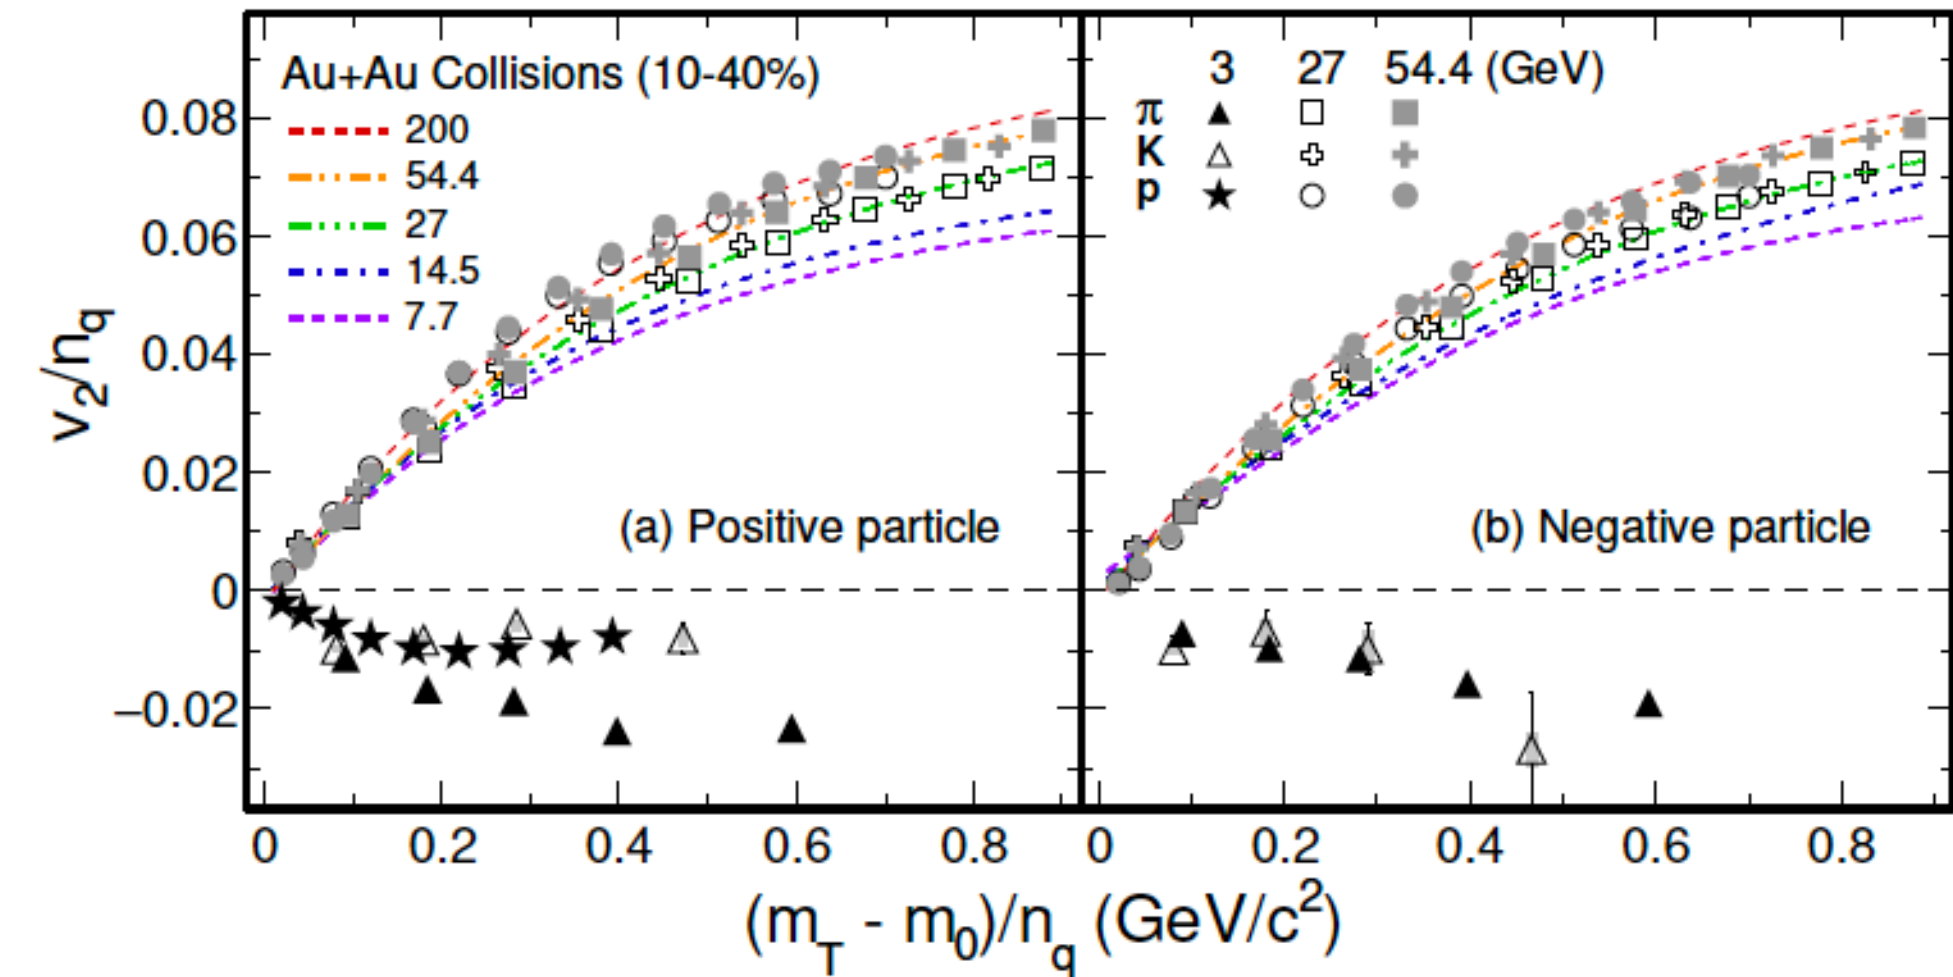 Au+Au Collisions (10-40%)
200
54.4
27
14.5
7.7
3 27 54.4 (GeV)
π
K
p
(a) Positive particle
(b) Negative particle
0.08
0.06
0.04
0.02
0
−0.02
v2/nq
0 0.2 0.4 0.6 0.8
0 0.2 0.4 0.6 0.8
(mT - m0)/nq (GeV/c²)